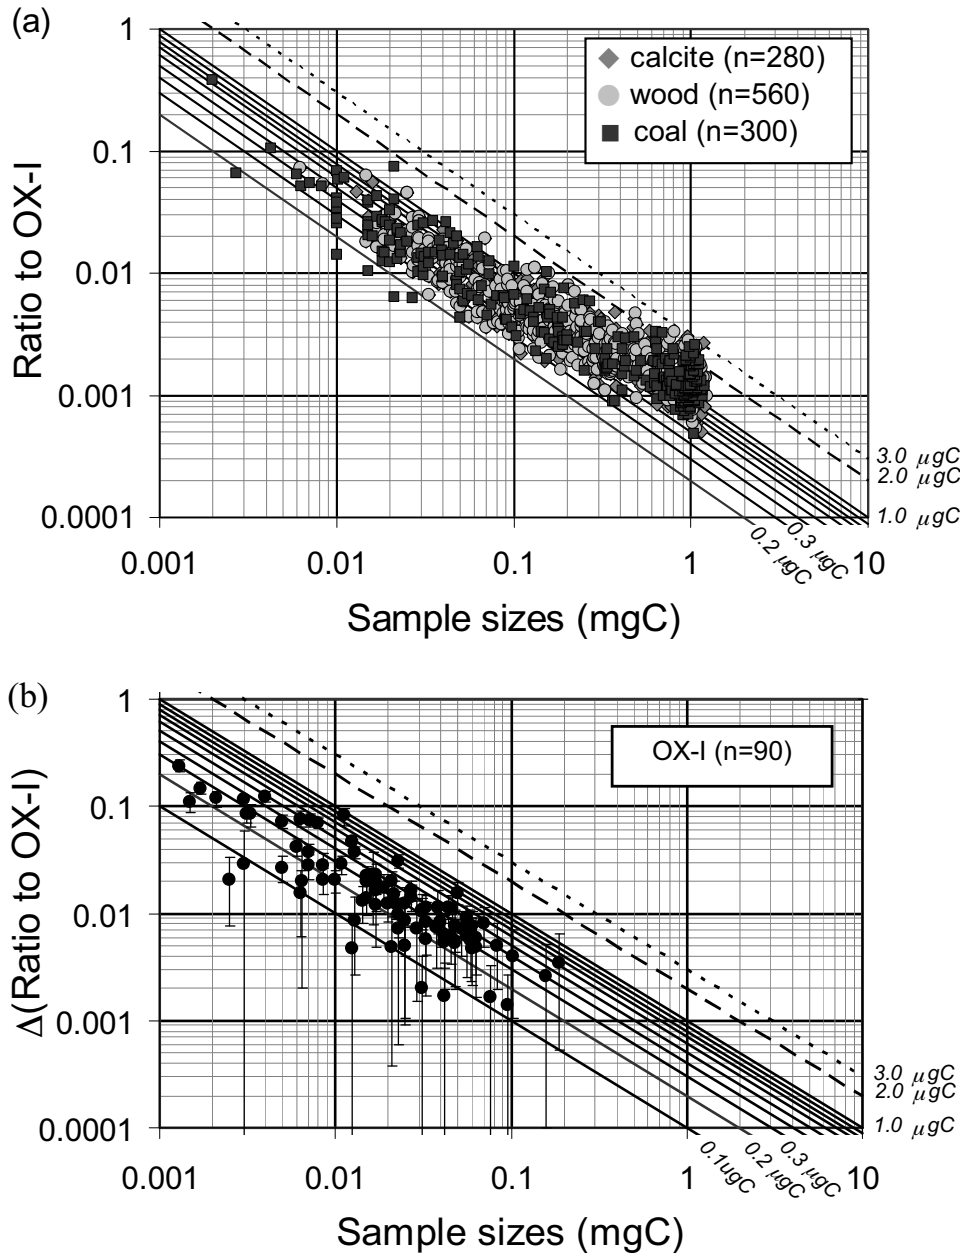 (a)
1
0.1
0.01
0.001
0.0001
Ratio to OX-I
calcite (n=280)
wood (n=560)
coal (n=300)
3.0 μgC
2.0 μgC
1.0 μgC
0.3 μgC
0.2 μgC
0.001 0.01 0.1 1 10
Sample sizes (mgC)
(b)
1
0.1
0.01
0.001
0.0001
Δ(Ratio to OX-I)
OX-I (n=90)
3.0 μgC
2.0 μgC
1.0 μgC
0.1ugC
0.2 μgC
0.3 μgC
0.001 0.01 0.1 1 10
Sample sizes (mgC)